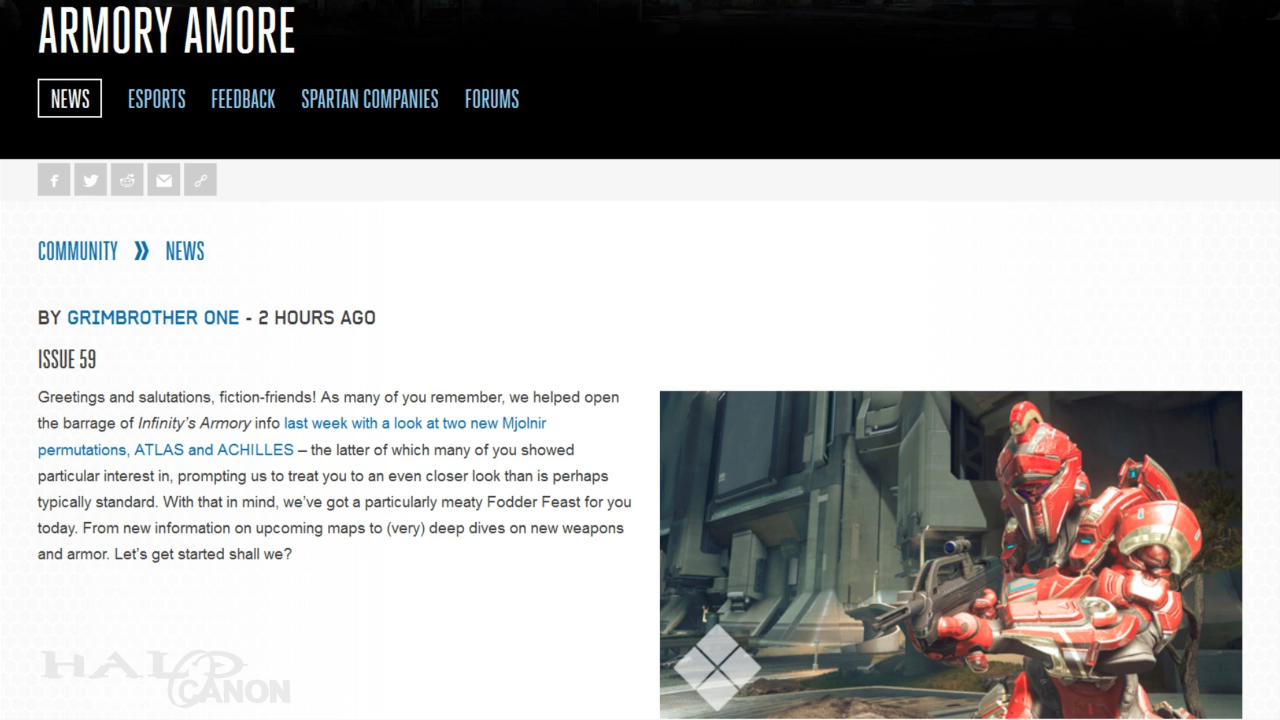 ARMORY AMORE
NEWS ESPORTS FEEDBACK SPARTAN COMPANIES FORUMS
COMMUNITY » NEWS
BY GRIMBROTHER ONE - 2 HOURS AGO
ISSUE 59
Greetings and salutations, fiction-friends! As many of you remember, we helped open
the barrage of Infinity's Armory info last week with a look at two new Mjolnir
permutations, ATLAS and ACHILLES – the latter of which many of you showed
particular interest in, prompting us to treat you to an even closer look than is perhaps
typically standard. With that in mind, we've got a particularly meaty Fodder Feast for you
today. From new information on upcoming maps to (very) deep dives on new weapons
and armor. Let's get started shall we?
HALO
CANON